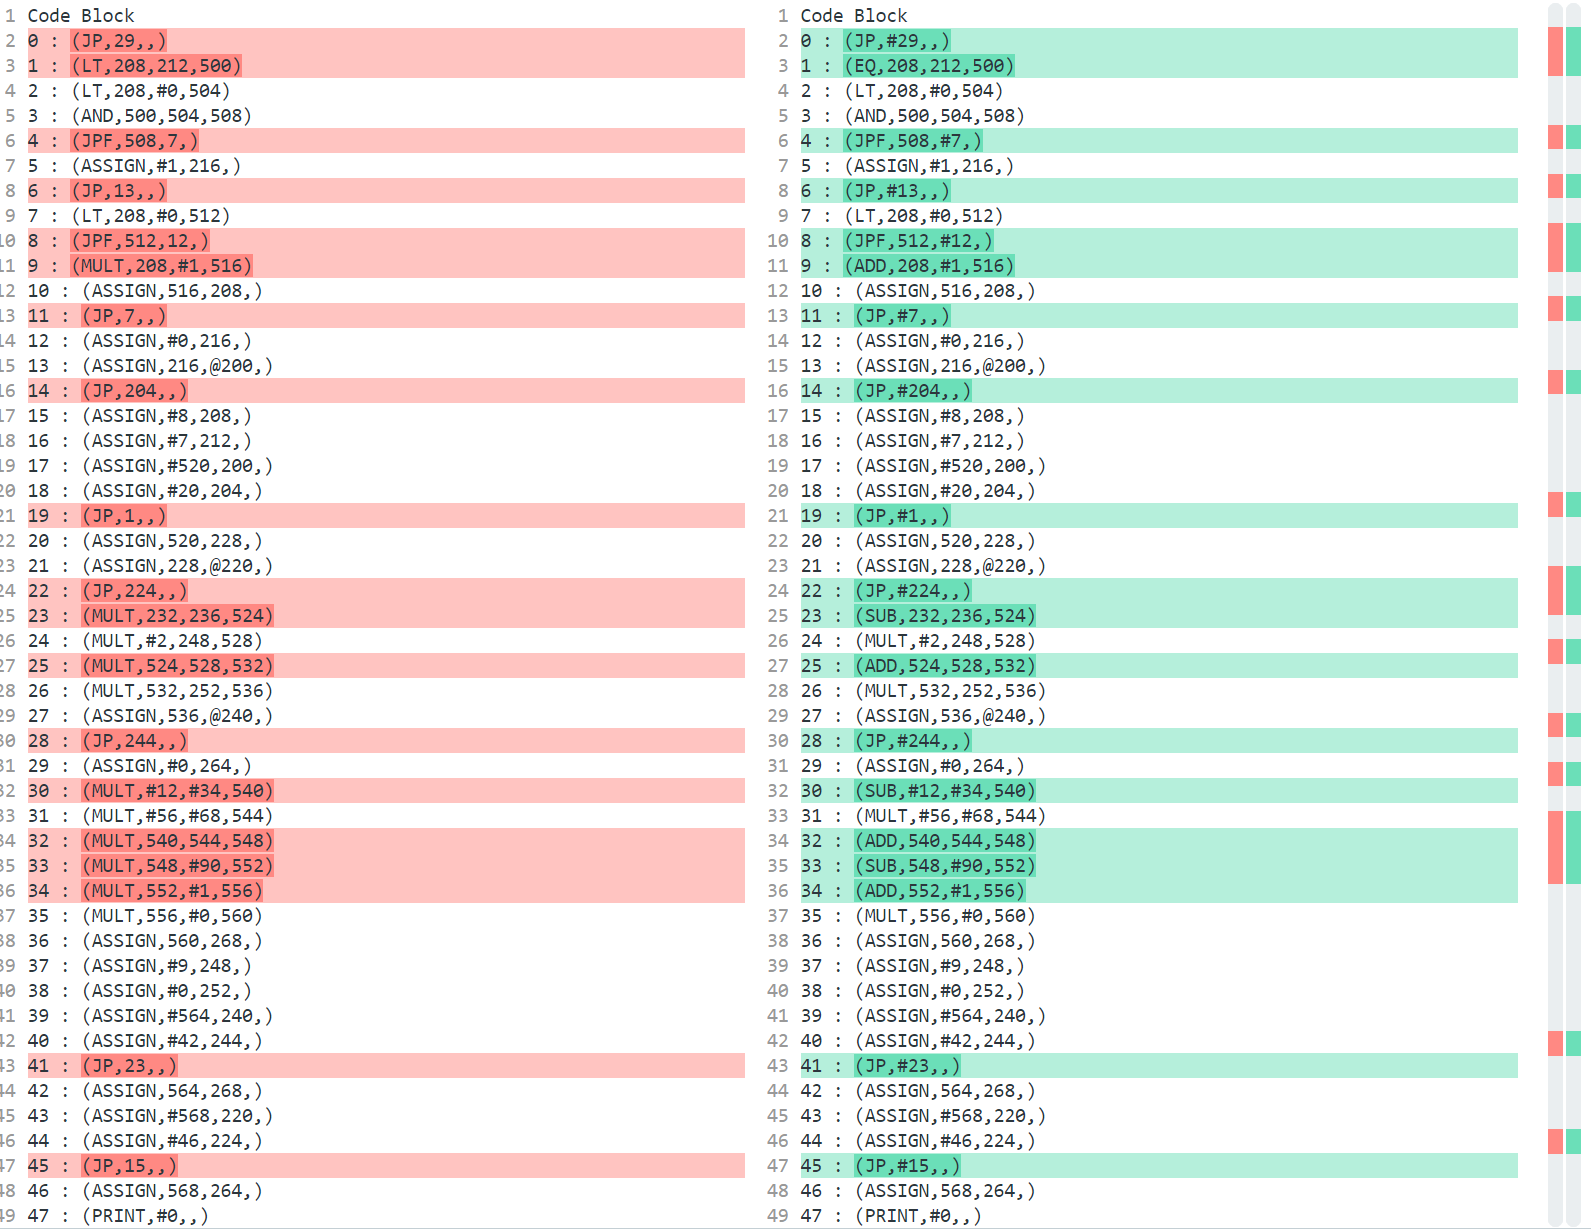 1 Code Block
2 0 : (JP,29,,)
3 1 : (LT,208,212,500)
4 2 : (LT,208,#0,504)
5 3 : (AND,500,504,508)
6 4 : (JPF,508,7,)
7 5 : (ASSIGN,#1,216,)
8 6 : (JP,13,,)
9 7 : (LT,208,#0,512)
10 8 : (JPF,512,12,)
11 9 : (MULT,208,#1,516)
12 10 : (ASSIGN,516,208,)
13 11 : (JP,7,,)
14 12 : (ASSIGN,#0,216,)
15 13 : (ASSIGN,216,@200,)
16 14 : (JP,204,,)
17 15 : (ASSIGN,#8,208,)
18 16 : (ASSIGN,#7,212,)
19 17 : (ASSIGN,#520,200,)
20 18 : (ASSIGN,#20,204,)
21 19 : (JP,1,,)
22 20 : (ASSIGN,520,228,)
23 21 : (ASSIGN,228,@220,)
24 22 : (JP,224,,)
25 23 : (MULT,232,236,524)
26 24 : (MULT,#2,248,528)
27 25 : (MULT,524,528,532)
28 26 : (MULT,532,252,536)
29 27 : (ASSIGN,536,@240,)
30 28 : (JP,244,,)
31 29 : (ASSIGN,#0,264,)
32 30 : (MULT,#12,#34,540)
33 31 : (MULT,#56,#68,544)
34 32 : (MULT,540,544,548)
35 33 : (MULT,548,#90,552)
36 34 : (MULT,552,#1,556)
37 35 : (MULT,556,#0,560)
38 36 : (ASSIGN,560,268,)
39 37 : (ASSIGN,#9,248,)
40 38 : (ASSIGN,#0,252,)
41 39 : (ASSIGN,#564,240,)
42 40 : (ASSIGN,#42,244,)
43 41 : (JP,23,,)
44 42 : (ASSIGN,564,268,)
45 43 : (ASSIGN,#568,220,)
46 44 : (ASSIGN,#46,224,)
47 45 : (JP,15,,)
48 46 : (ASSIGN,568,264,)
49 47 : (PRINT,#0,,)
1 Code Block
2 0 : (JP,#29,,)
3 1 : (EQ,208,212,500)
4 2 : (LT,208,#0,504)
5 3 : (AND,500,504,508)
6 4 : (JPF,508,#7,)
7 5 : (ASSIGN,#1,216,)
8 6 : (JP,#13,,)
9 7 : (LT,208,#0,512)
10 8 : (JPF,512,#12,)
11 9 : (ADD,208,#1,516)
12 10 : (ASSIGN,516,208,)
13 11 : (JP,#7,,)
14 12 : (ASSIGN,#0,216,)
15 13 : (ASSIGN,216,@200,)
16 14 : (JP,#204,,)
17 15 : (ASSIGN,#8,208,)
18 16 : (ASSIGN,#7,212,)
19 17 : (ASSIGN,#520,200,)
20 18 : (ASSIGN,#20,204,)
21 19 : (JP,#1,,)
22 20 : (ASSIGN,520,228,)
23 21 : (ASSIGN,228,@220,)
24 22 : (JP,#224,,)
25 23 : (SUB,232,236,524)
26 24 : (MULT,#2,248,528)
27 25 : (ADD,524,528,532)
28 26 : (MULT,532,252,536)
29 27 : (ASSIGN,536,@240,)
30 28 : (JP,#244,,)
31 29 : (ASSIGN,#0,264,)
32 30 : (SUB,#12,#34,540)
33 31 : (MULT,#56,#68,544)
34 32 : (ADD,540,544,548)
35 33 : (SUB,548,#90,552)
36 34 : (ADD,552,#1,556)
37 35 : (MULT,556,#0,560)
38 36 : (ASSIGN,560,268,)
39 37 : (ASSIGN,#9,248,)
40 38 : (ASSIGN,#0,252,)
41 39 : (ASSIGN,#564,240,)
42 40 : (ASSIGN,#42,244,)
43 41 : (JP,#23,,)
44 42 : (ASSIGN,564,268,)
45 43 : (ASSIGN,#568,220,)
46 44 : (ASSIGN,#46,224,)
47 45 : (JP,#15,,)
48 46 : (ASSIGN,568,264,)
49 47 : (PRINT,#0,,)